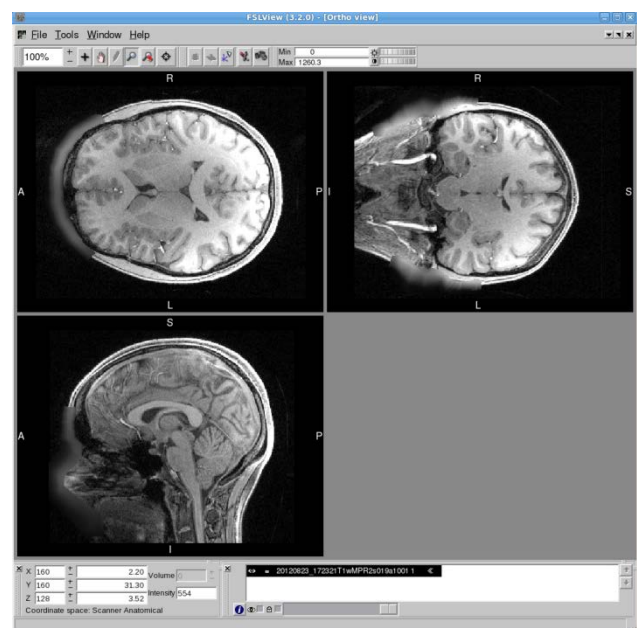 FSLView (3.2.0) - [Ortho view]
File Tools Window Help
100%
Min 0
Max 1260.3
R
A
P
L
R
I
S
L
S
A
P
I
X 160 2.20
Y 160 31.30
Z 128 3.52
Volume 0
Intensity 554
Coordinate space: Scanner Anatomical
20120823_172321T1wMPR2s019a1001 1